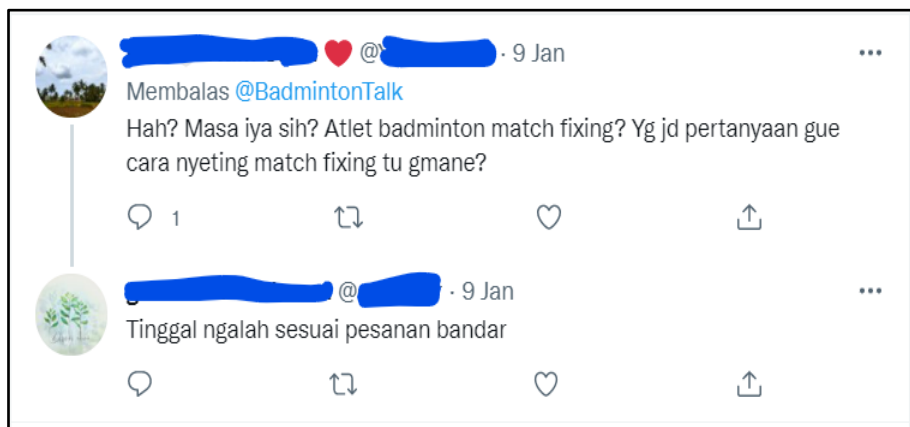 @ · 9 Jan
Membalas @BadmintonTalk
Hah? Masa iya sih? Atlet badminton match fixing? Yg jd pertanyaan gue
cara nyeting match fixing tu gmane?
1
@ · 9 Jan
Tinggal ngalah sesuai pesanan bandar